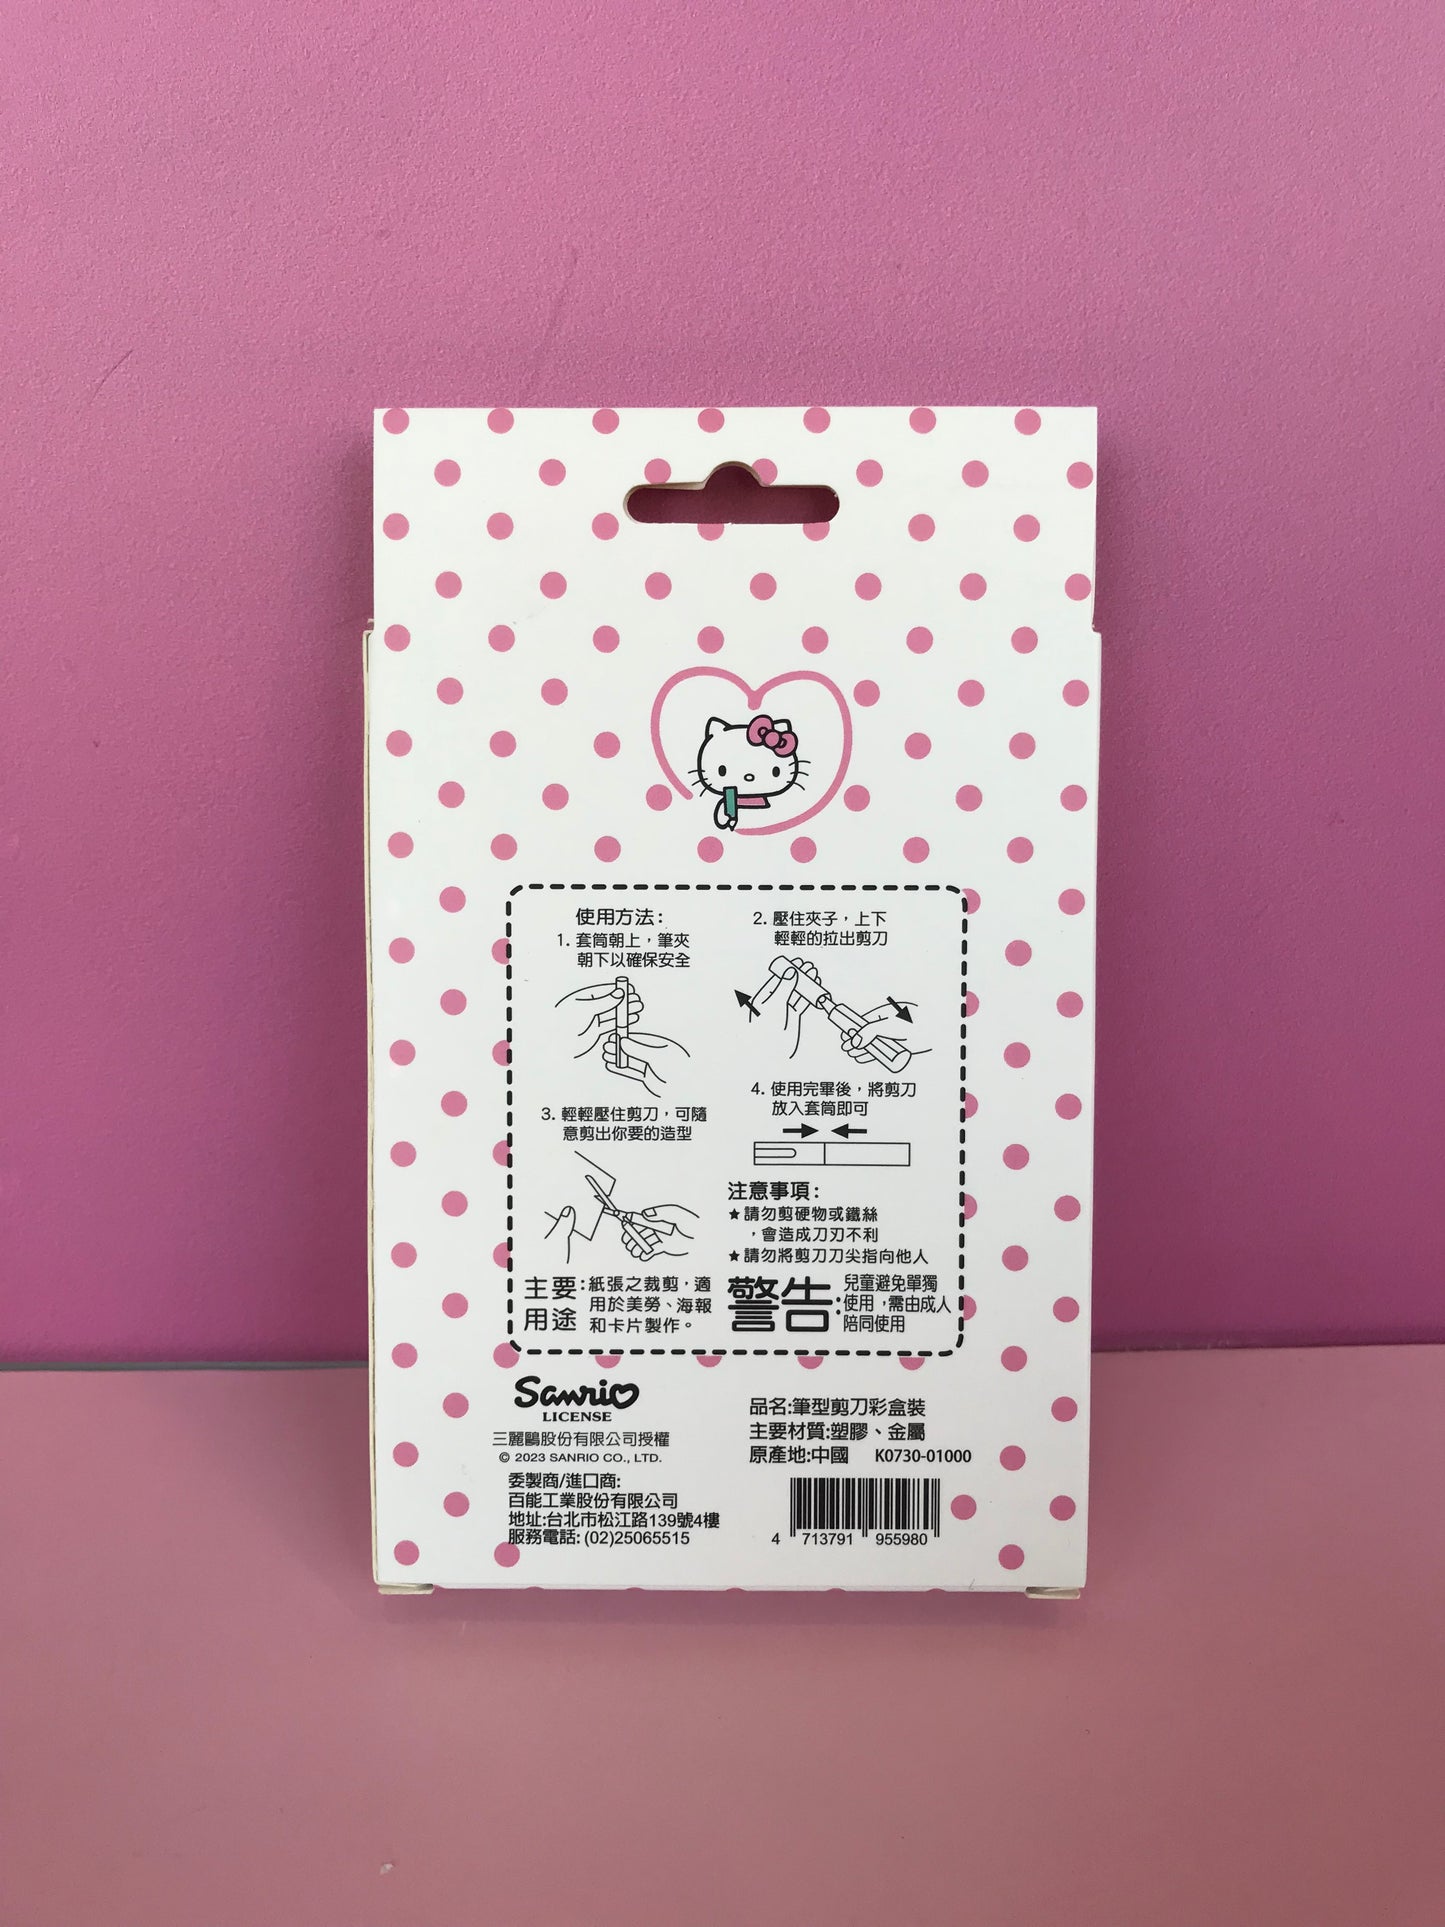 使用方法:
1. 套筒朝上，筆夾
朝下以確保安全
2. 壓住夾子，上下
輕輕的拉出剪刀
3. 輕輕壓住剪刀，可隨
意剪出你要的造型
4. 使用完畢後，將剪刀
放入套筒即可
注意事項:
★請勿剪硬物或鐵絲
，會造成刀刃不利
★請勿將剪刀刀尖指向他人
主要用途:紙張之裁剪，適
用於美勞、海報
和卡片製作。
警告:兒童避免單獨
使用，需由成人
陪同使用
Sanrio
LICENSE
三麗鷗股份有限公司授權
© 2023 SANRIO CO., LTD.
委製商/進口商:
百能工業股份有限公司
地址:台北市松江路139號4樓
服務電話: (02)25065515
品名:筆型剪刀彩盒裝
主要材質:塑膠、金屬
原產地:中國 K0730-01000
4 713791 955980